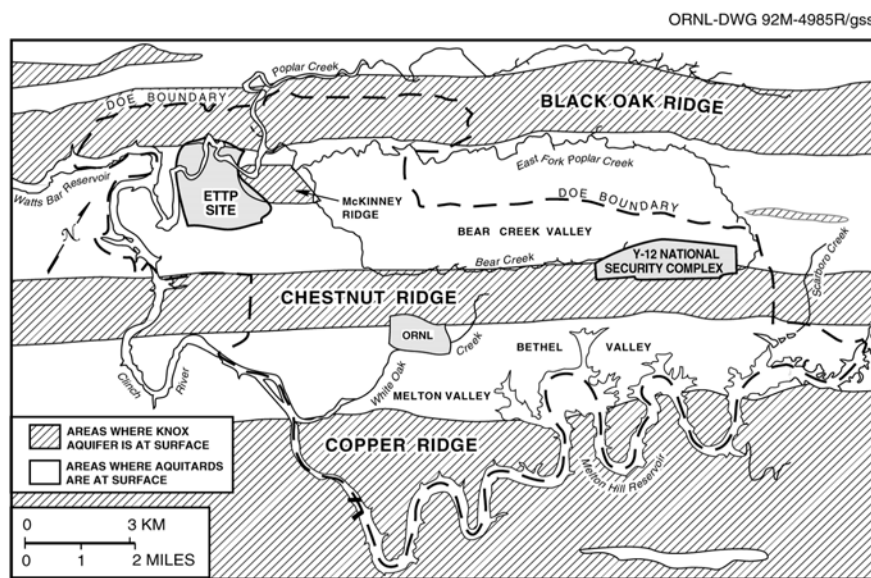 ORNL-DWG 92M-4985R/gss
Poplar Creek
DOE BOUNDARY
BLACK OAK RIDGE
East Fork Poplar Creek
Watts Bar Reservoir
ETTP
SITE
McKINNEY
RIDGE
DOE BOUNDARY
N
BEAR CREEK VALLEY
Bear Creek
Y-12 NATIONAL
SECURITY COMPLEX
Scarboro Creek
CHESTNUT RIDGE
ORNL
BETHEL VALLEY
Clinch
River
White Oak
Creek
MELTON VALLEY
COPPER RIDGE
Melton Hill Reservoir
AREAS WHERE KNOX
AQUIFER IS AT SURFACE
AREAS WHERE AQUITARDS
ARE AT SURFACE
0 3 KM
0 1 2 MILES